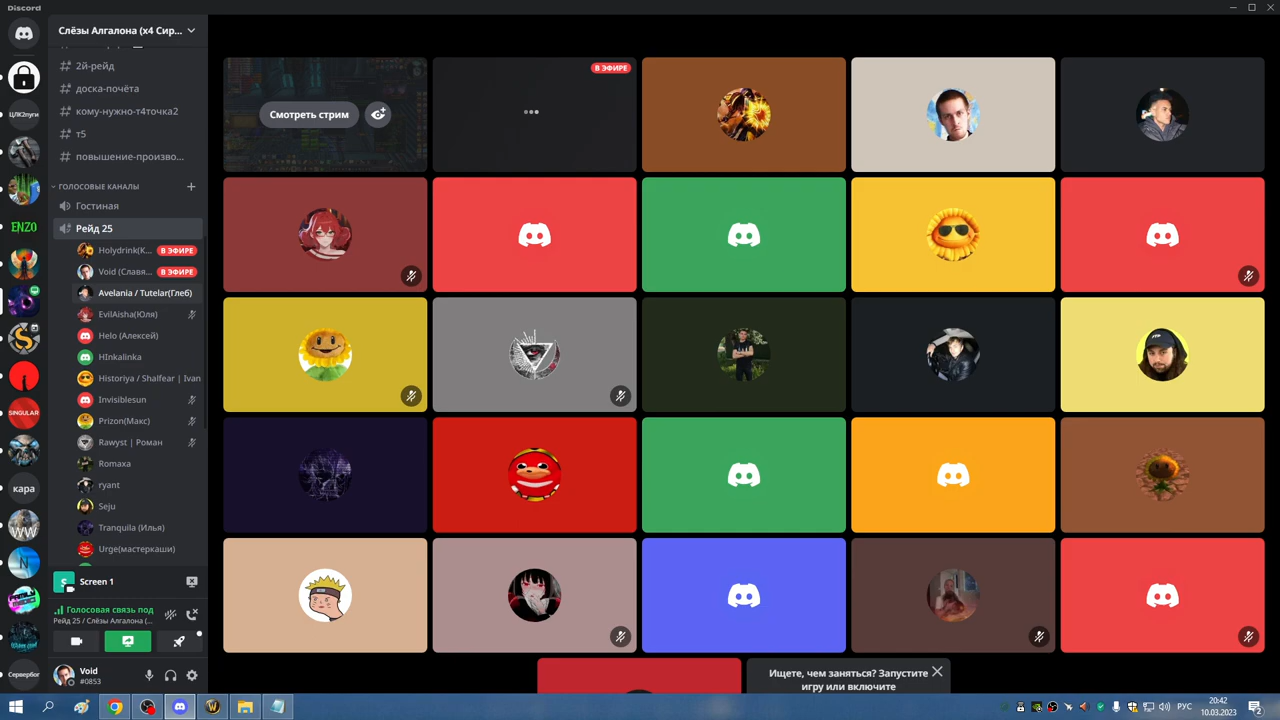 Discord
Слёзы Алгалона (x4 Сир...
2й-рейд
доска-почёта
кому-нужно-т4точка2
т5
повышение-произво...
ГОЛОСОВЫЕ КАНАЛЫ
Гостиная
Рейд 25
Holydrink(К... В ЭФИРЕ
Void (Славя... В ЭФИРЕ
Avelania / Tutelar(Глеб)
EvilAisha(Юля)
Helo (Алексей)
HInkalinka
Historiya / Shalfear | Ivan
Invisiblesun
Prizon(Макс)
Rawyst | Роман
Romaxa
ryant
Seju
Tranquila (Илья)
Urge(мастеркаши)
Screen 1
Голосовая связь под
Рейд 25 / Слёзы Алгалона (...
Void
#0853
ЦЛК2пуги
ENZO
SINGULAR
кара
Сервербог
Смотреть стрим
В ЭФИРЕ
Ищете, чем заняться? Запустите
игру или включите
РУС
20:42
10.03.2023
2